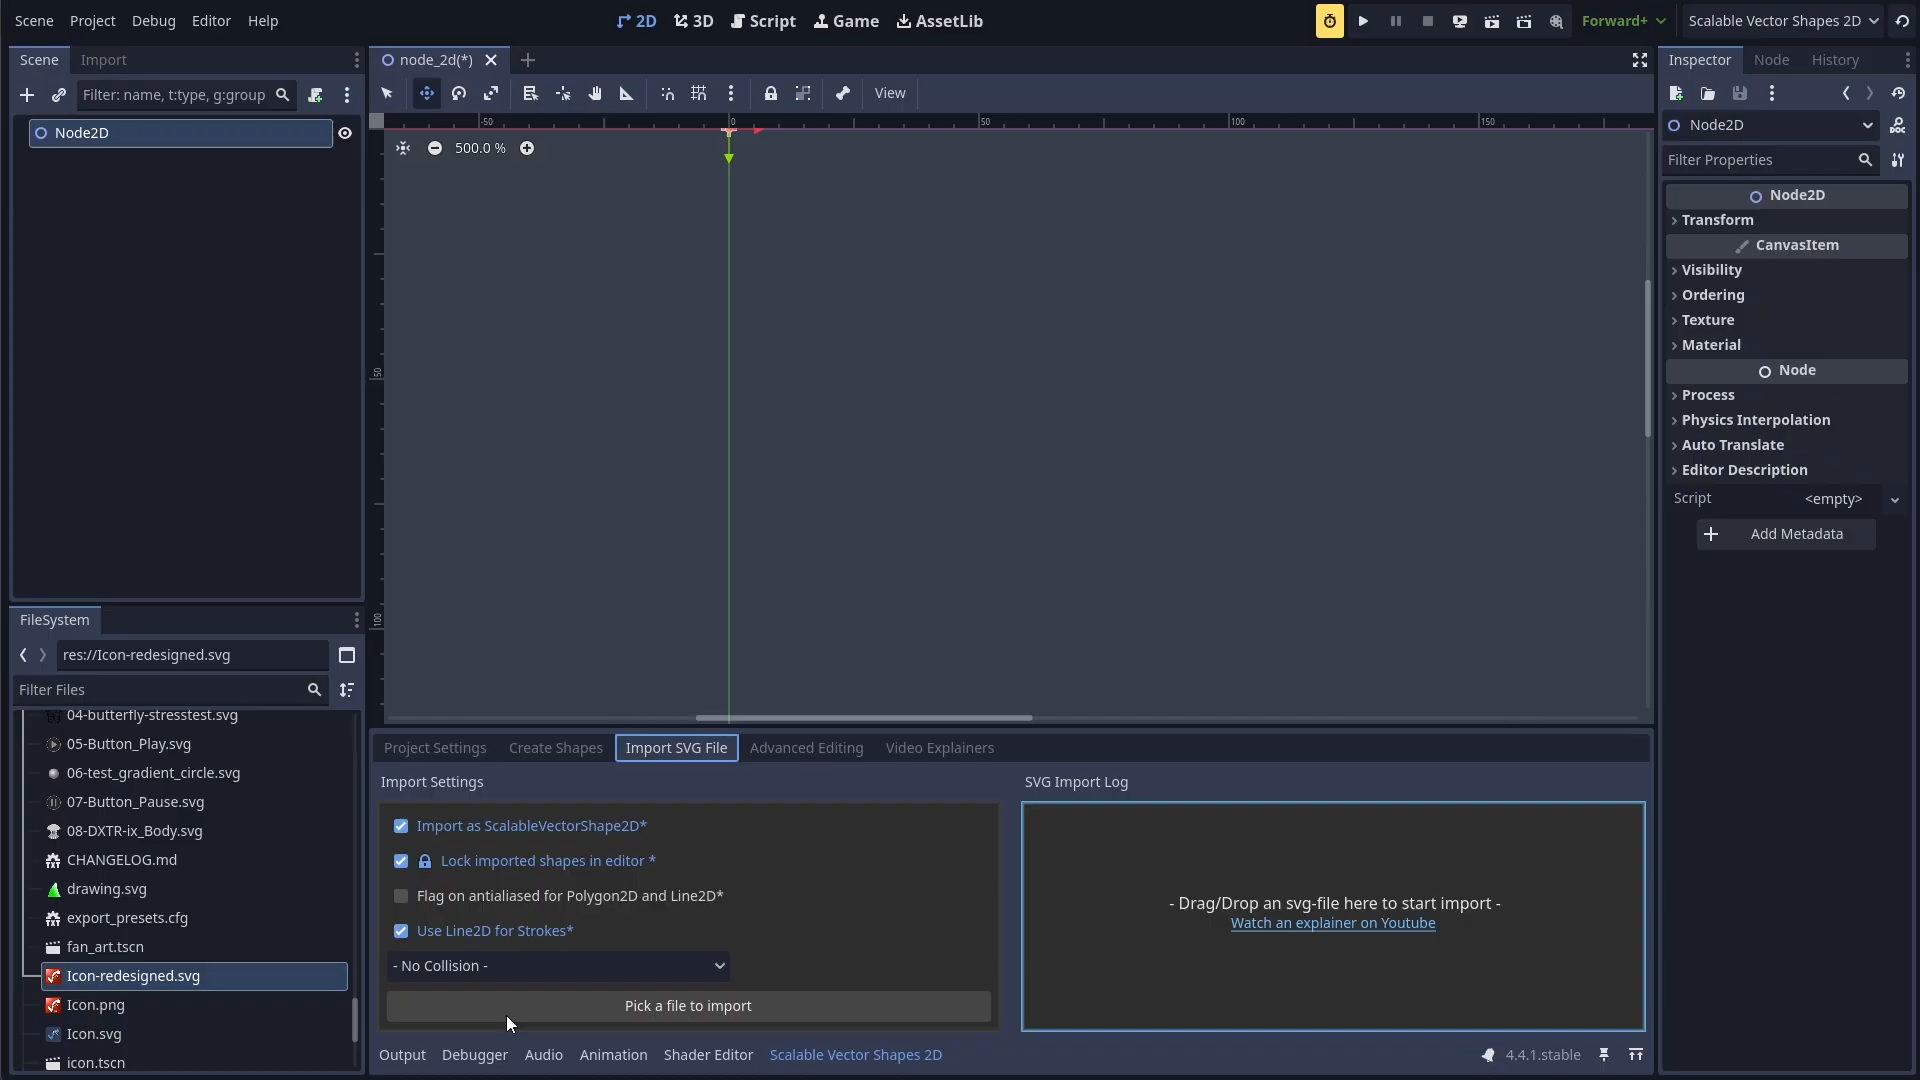 Scene Project Debug Editor Help
2D 3D Script Game AssetLib
Forward+ Scalable Vector Shapes 2D
Scene Import
Filter: name, t:type, g:group
Node2D
node_2d(*)
View
-50 0 50 100 150
500.0 %
50
100
Inspector Node History
Node2D
DOC
Filter Properties
Node2D
Transform
CanvasItem
Visibility
Ordering
Texture
Material
Node
Process
Physics Interpolation
Auto Translate
Editor Description
Script <empty>
Add Metadata
FileSystem
res://Icon-redesigned.svg
Filter Files
04-butterfly-stresstest.svg
05-Button_Play.svg
06-test_gradient_circle.svg
07-Button_Pause.svg
08-DXTR-ix_Body.svg
CHANGELOG.md
drawing.svg
export_presets.cfg
fan_art.tscn
Icon-redesigned.svg
Icon.png
Icon.svg
icon.tscn
Project Settings Create Shapes Import SVG File Advanced Editing Video Explainers
Import Settings
Import as ScalableVectorShape2D*
Lock imported shapes in editor *
Flag on antialiased for Polygon2D and Line2D*
Use Line2D for Strokes*
- No Collision -
Pick a file to import
SVG Import Log
- Drag/Drop an svg-file here to start import -
Watch an explainer on Youtube
Output Debugger Audio Animation Shader Editor Scalable Vector Shapes 2D
4.4.1.stable